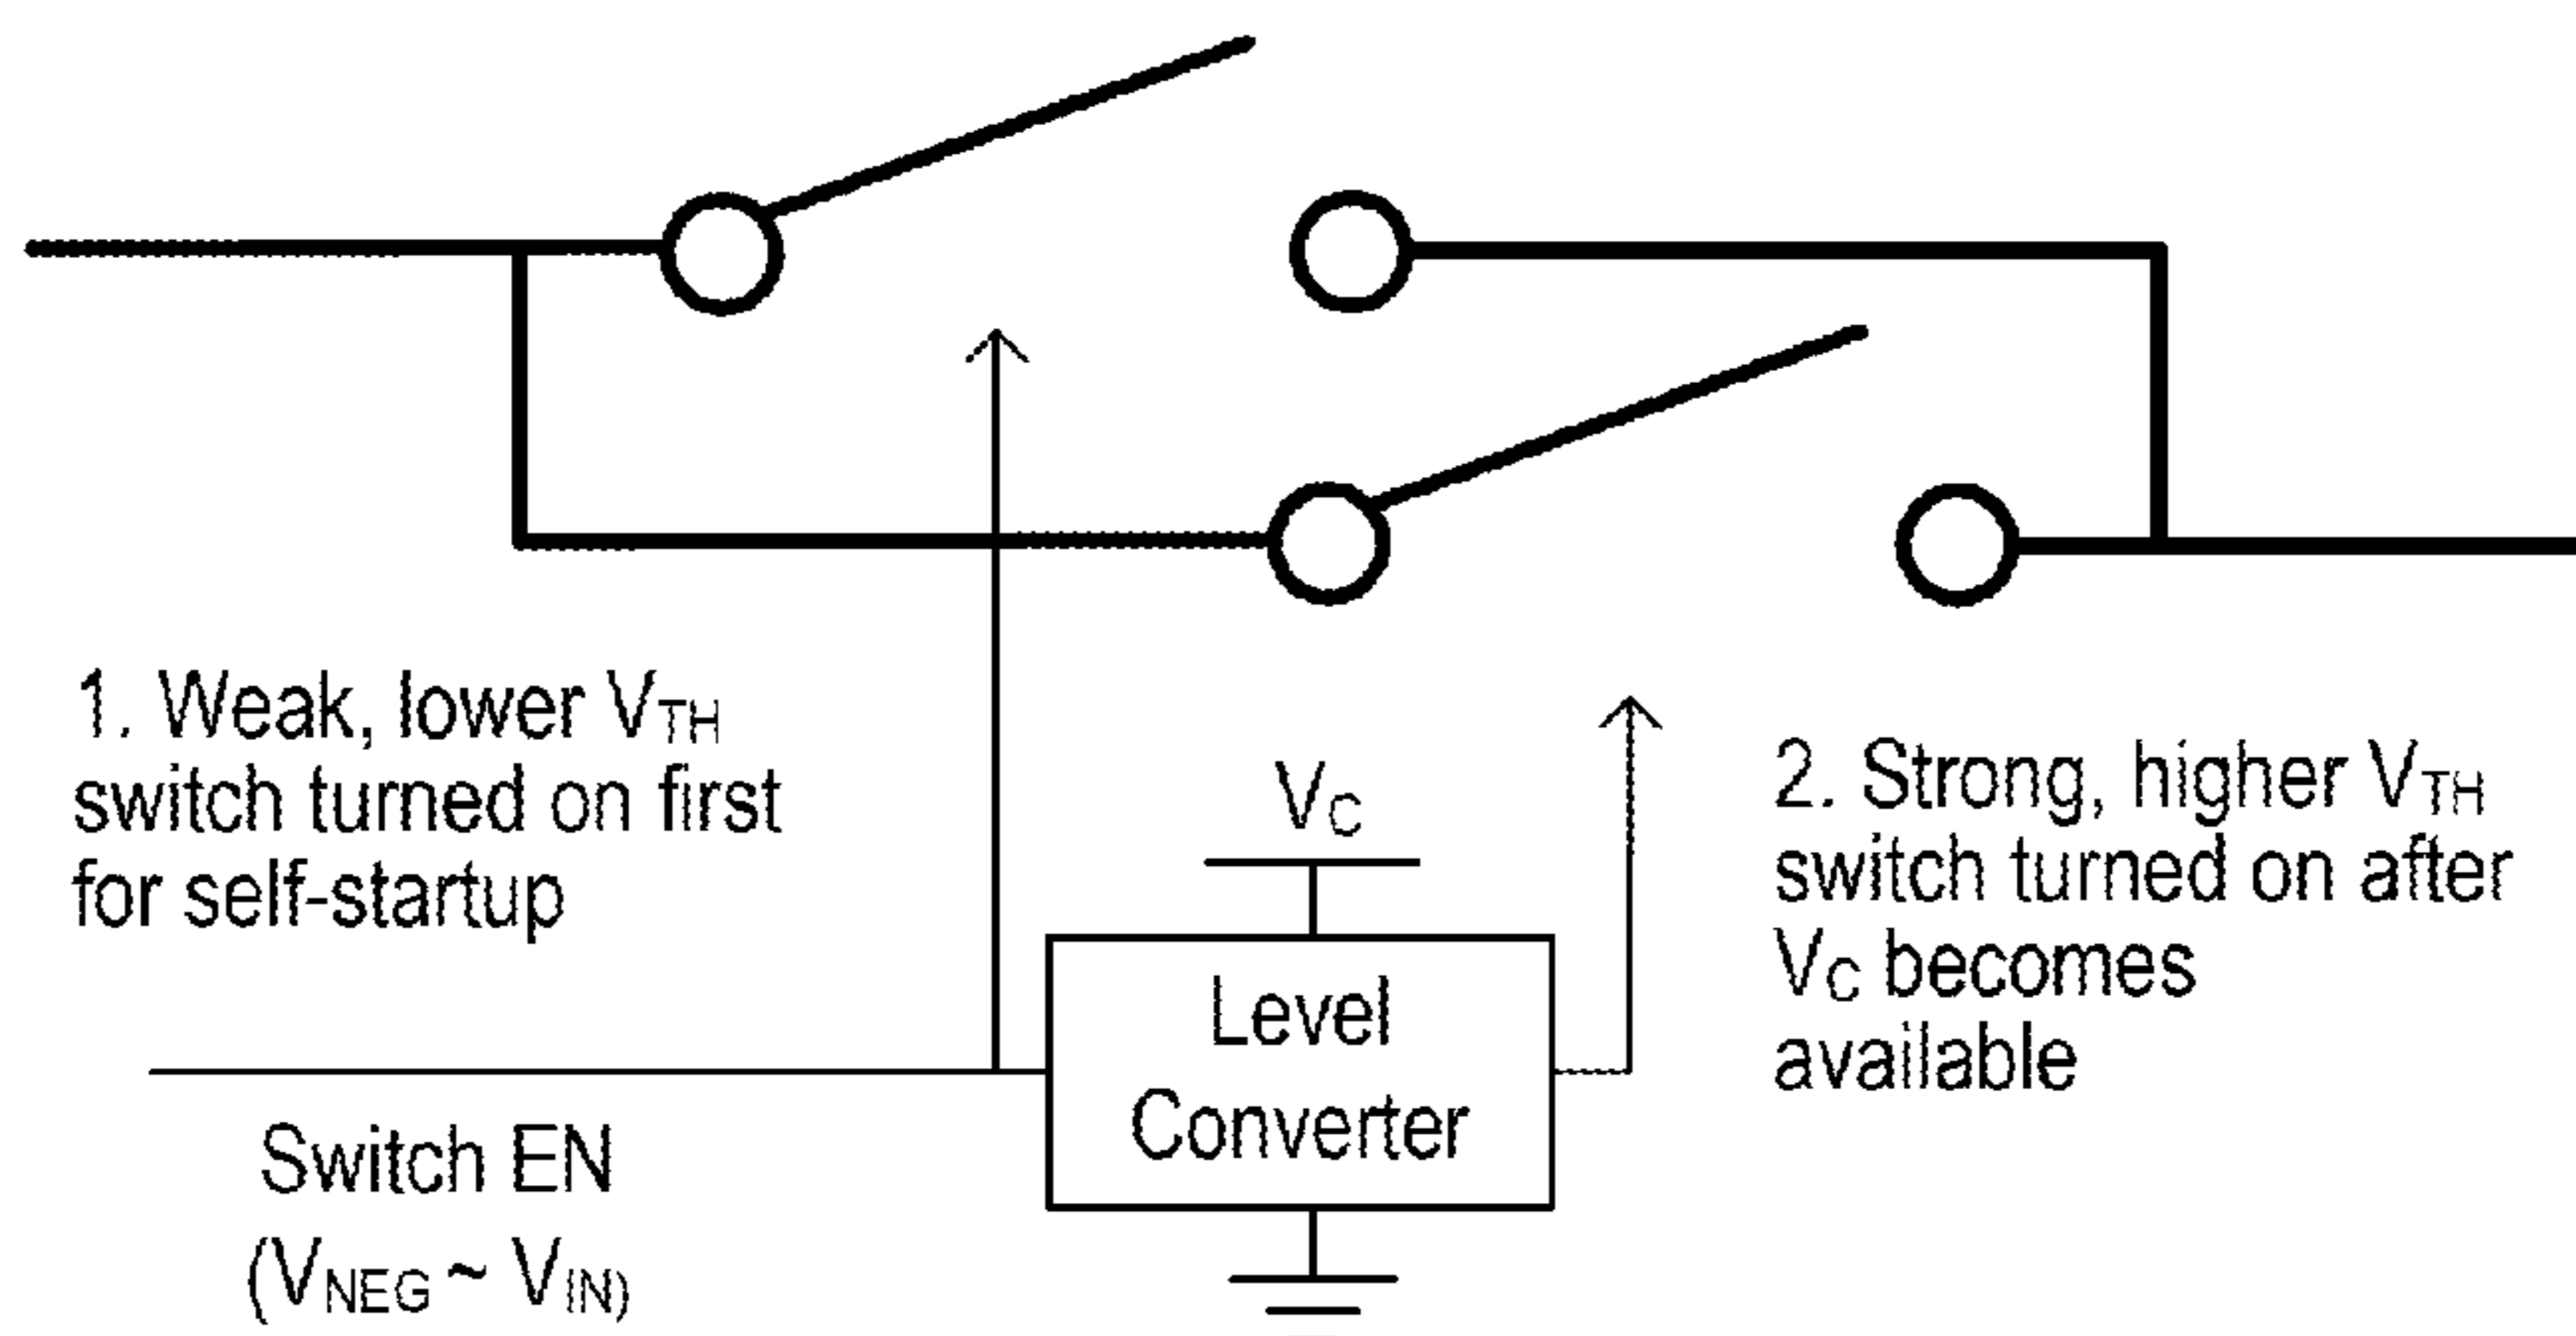 1. Weak, lower VTH
switch turned on first
for self-startup
VC
2. Strong, higher VTH
switch turned on after
VC becomes
available
Level
Converter
Switch EN
(VNEG ~ VIN)